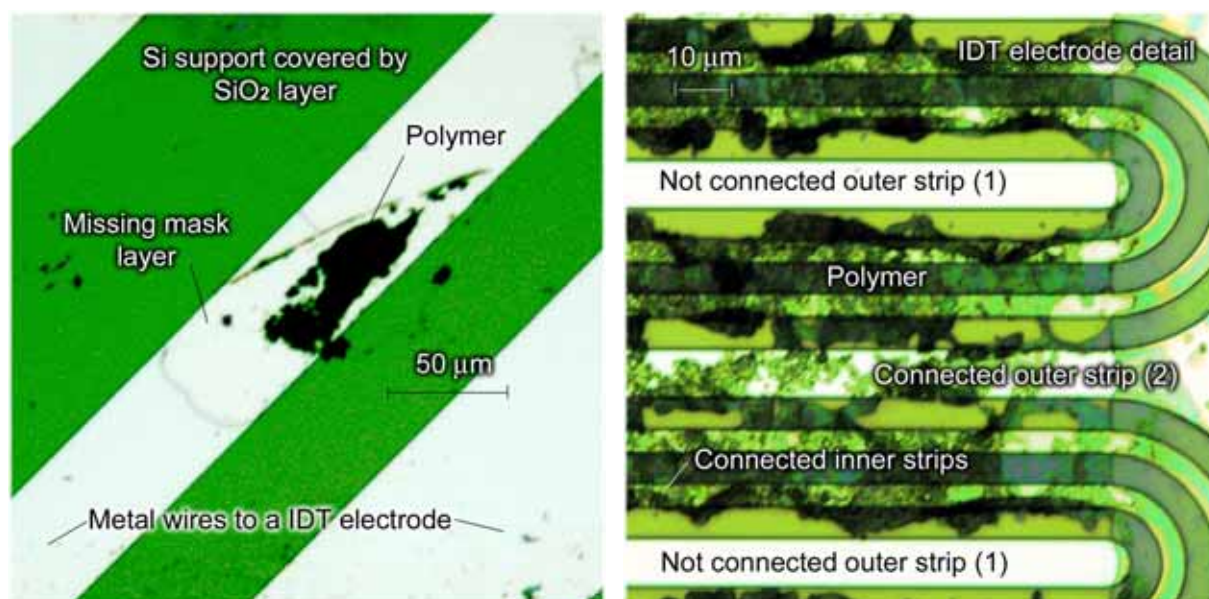 Si support covered by
SiO₂ layer
Polymer
Missing mask
layer
50 μm
Metal wires to a IDT electrode
10 μm
IDT electrode detail
Not connected outer strip (1)
Polymer
Connected outer strip (2)
Connected inner strips
Not connected outer strip (1)